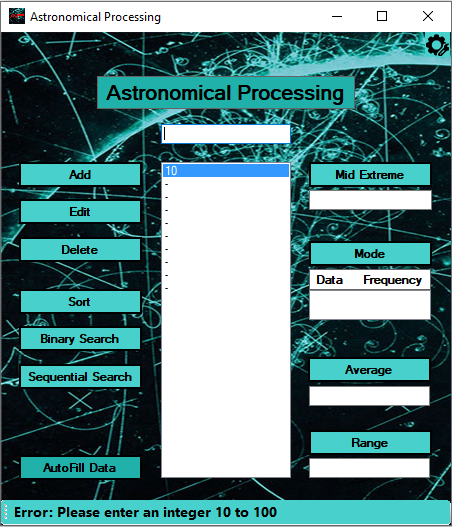 Astronomical Processing
Astronomical Processing
Add
Edit
Delete
Sort
Binary Search
Sequential Search
AutoFill Data
10
-
-
-
-
-
-
-
-
-
Mid Extreme
Mode
Data Frequency
Average
Range
Error: Please enter an integer 10 to 100